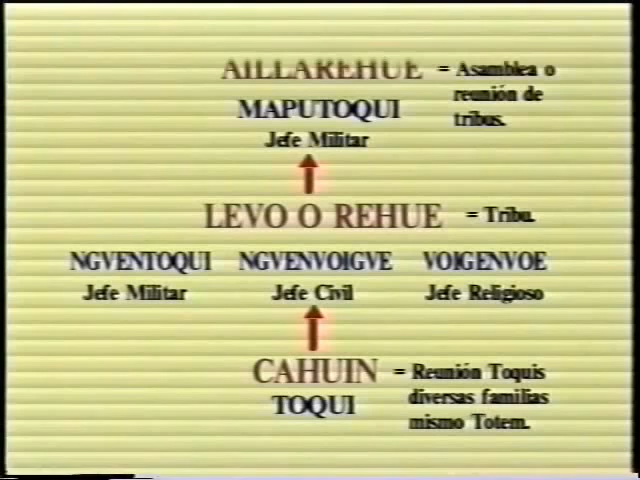 AILLAREHUE = Asamblea o
reunión de
tribus.
MAPUTOQUI
Jefe Militar
LEVO O REHUE = Tribu.
NGVENTOQUI NGVENVOIGVE VOIGENVOE
Jefe Militar Jefe Civil Jefe Religioso
CAHUIN = Reunión Toquis
diversas familias
mismo Totem.
TOQUI